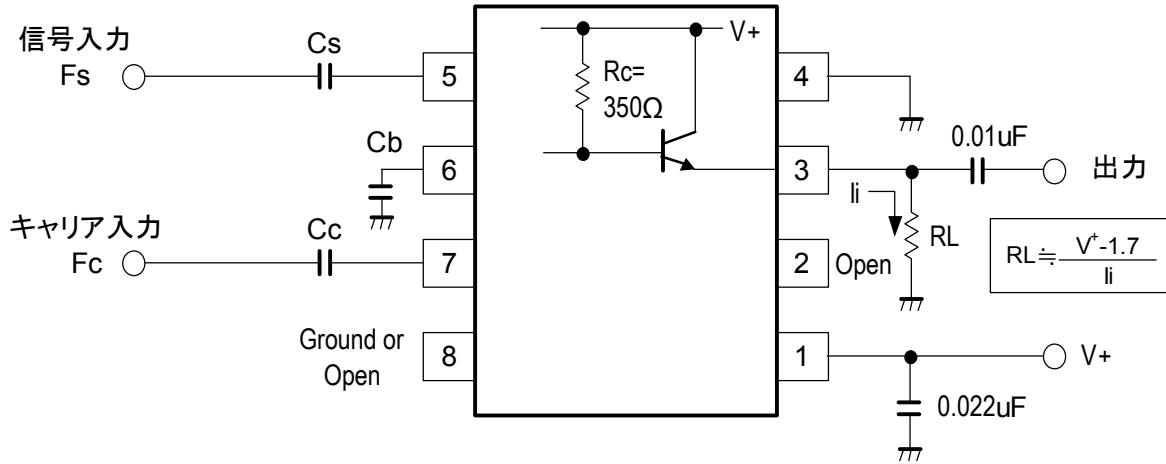 信号入力
Fs
Cs
5
Cb
6
キャリア入力
Fc
Cc
7
Ground or
Open
8
V+
Rc=
350Ω
4
3
2
Open
1
Ii
RL
0.01uF
出力
RL≒ V⁺-1.7
Ii
V+
0.022uF